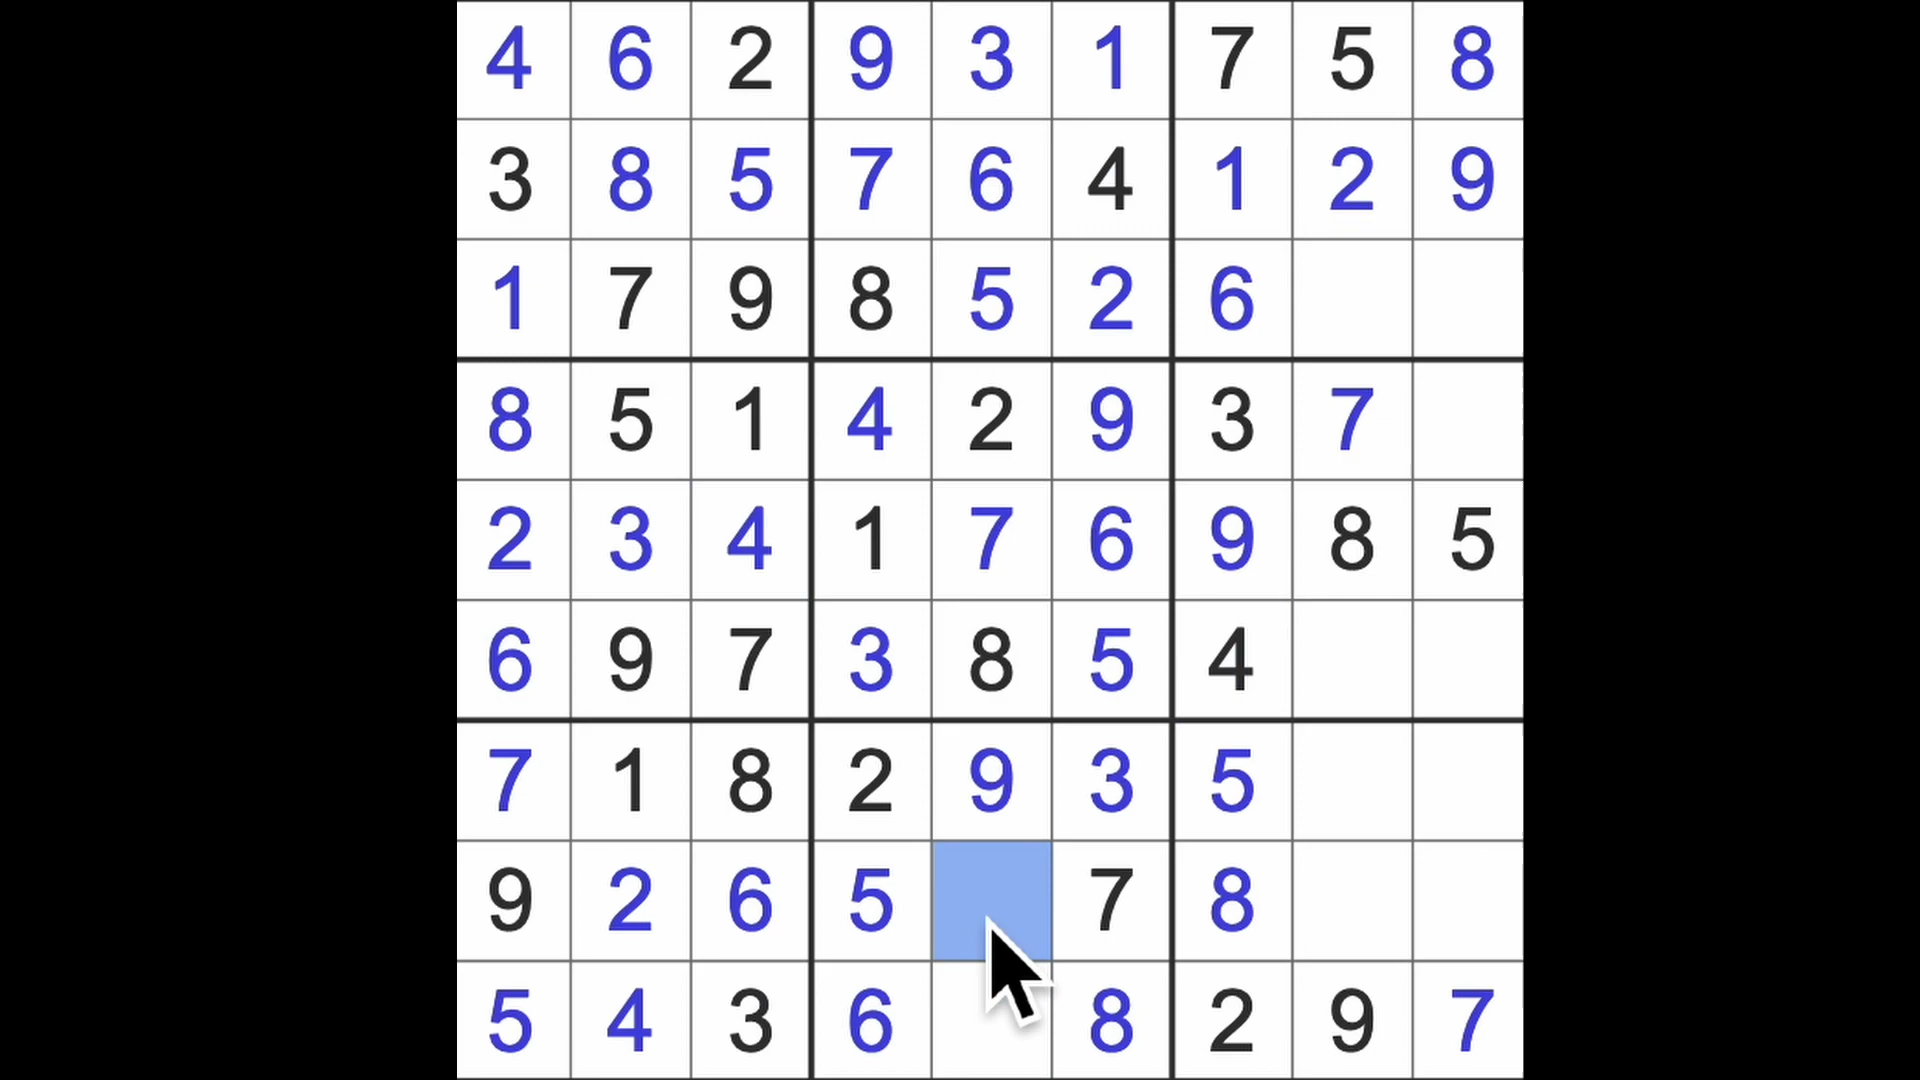 4 6 2 9 3 1 7 5 8
3 8 5 7 6 4 1 2 9
1 7 9 8 5 2 6
8 5 1 4 2 9 3 7
2 3 4 1 7 6 9 8 5
6 9 7 3 8 5 4
7 1 8 2 9 3 5
9 2 6 5 7 8
5 4 3 6 8 2 9 7